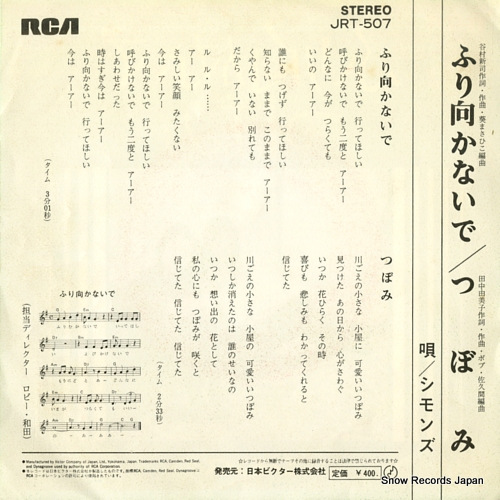 RCA
STEREO
JRT-507
谷村新司作詞・作曲・葵まさひこ編曲
ふり向かないで／つぼみ
田中由美子作詞・作曲・ボブ・佐久間編曲
唄／シモンズ
ふり向かないで
ふり向かないで 行ってほしい
呼びかけないで もう二度と アーアー
どんなに 今が つらくても
いいの アーアー
誰にも つげず 行ってほしい
知らない ままで このままで アーアー
くやんで いない 別れても
だから アーアー
ル ル ル……
アー アー
さみしい笑顔 みたくない
今は アーアー
ふり向かないで 行ってほしい
呼びかけないで もう二度と アーアー
しあわせだった
時はすぎ今は アーアー
ふり向かないで 行ってほしい
今は アーアー
(タイム 3分01秒)
つぼみ
川ごえの小さな 小屋に 可愛いいつぼみ
見つけた あの日から 心がさわぐ
いつか 花ひらく その時
喜びも 悲しみも わかってくれると
信じてた
川ごえの小さな 小屋の 可愛いいつぼみ
いつしか消えたのは 誰のせいなの
いつか 想い出の 花として
私の心にも つぼみが 咲くと
信じてた 信じてた 信じてた
(タイム 2分33秒)
ふり向かないで
(担当ディレクター ロビー・和田)
発売元：日本ビクター株式会社
定価 ¥400.
Snow Records Japan